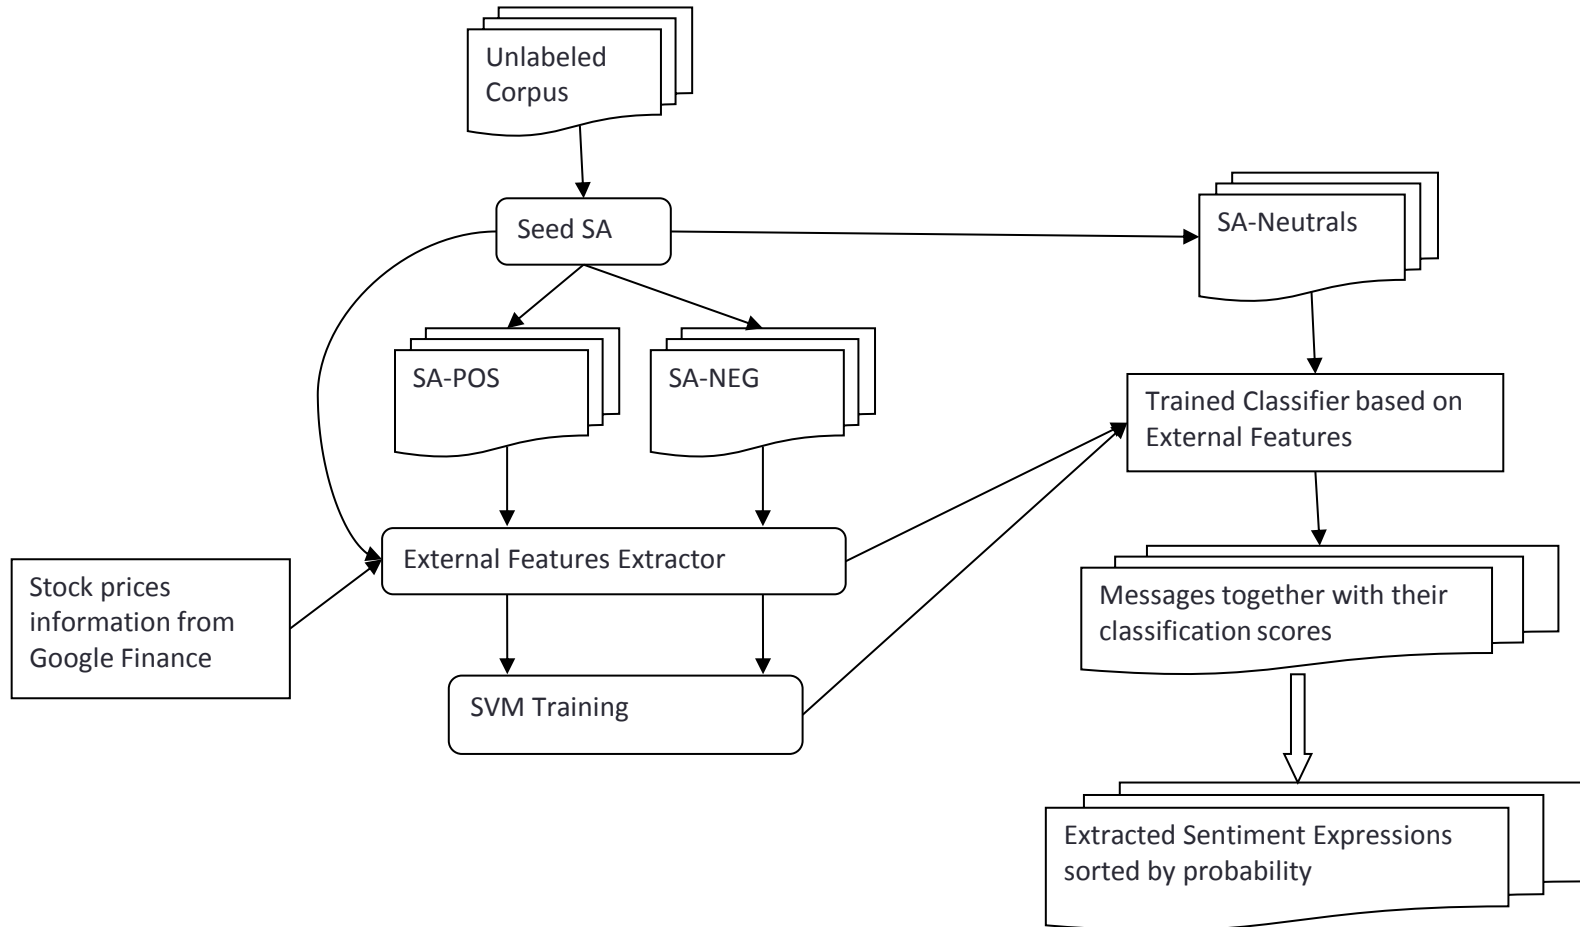 Unlabeled
Corpus
Seed SA
SA-Neutrals
SA-POS
SA-NEG
Trained Classifier based on
External Features
External Features Extractor
Stock prices
information from
Google Finance
Messages together with their
classification scores
SVM Training
Extracted Sentiment Expressions
sorted by probability